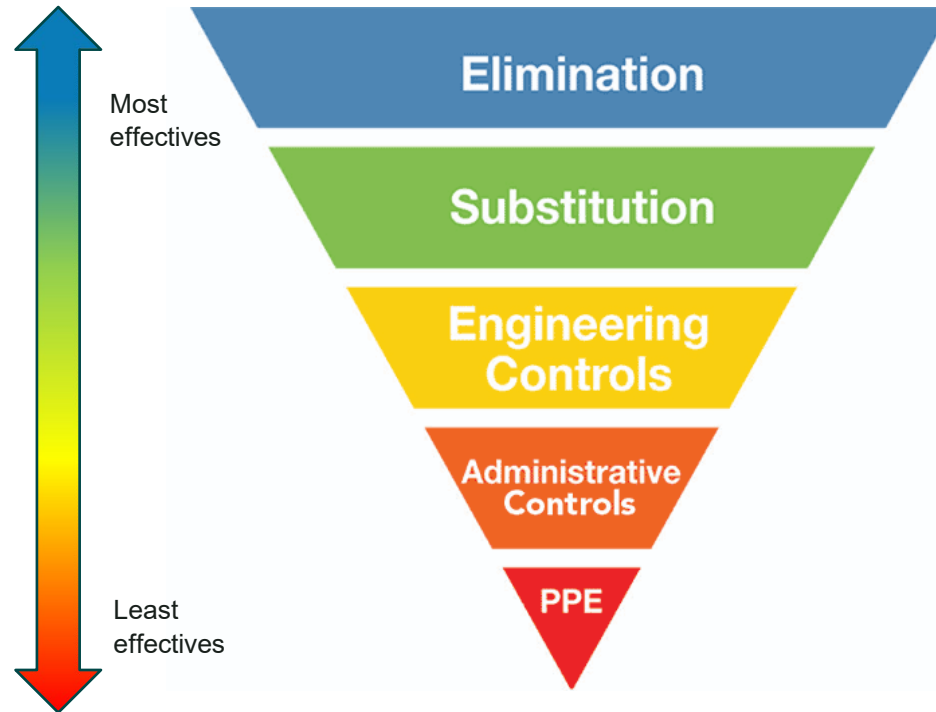 Elimination
Most
effectives
Substitution
Engineering
Controls
Administrative
Controls
Least
effectives
PPE